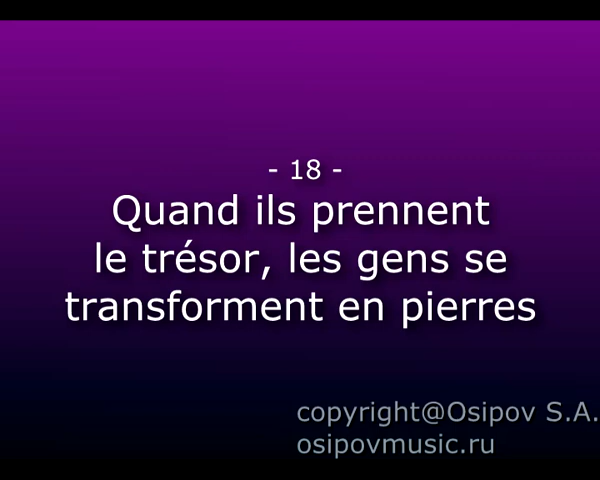 - 18 -
Quand ils prennent
le trésor, les gens se
transforment en pierres
copyright@Osipov S.A.
osipovmusic.ru